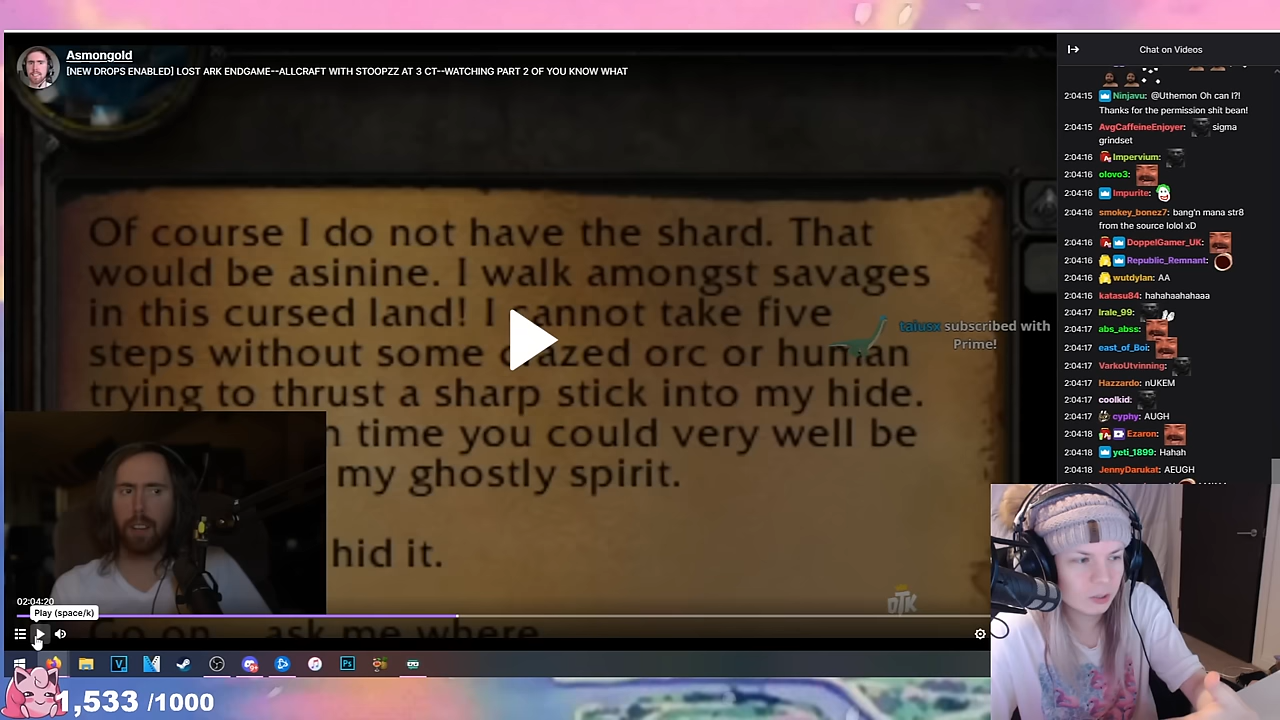 Asmongold
[NEW DROPS ENABLED] LOST ARK ENDGAME--ALLCRAFT WITH STOOPZZ AT 3 CT--WATCHING PART 2 OF YOU KNOW WHAT
Of course I do not have the shard. That
would be asinine. I walk amongst savages
in this cursed land! I cannot take five
steps without some crazed orc or human
trying to thrust a sharp stick into my hide.
time you could very well be
my ghostly spirit.
hid it.
Go on... ask me where
taiusx subscribed with
Prime!
OTK
02:04:20
Play (space/k)
Chat on Videos
2:04:15 Ninjavu: @Uthemon Oh can I?!
Thanks for the permission shit bean!
2:04:15 AvgCaffeineEnjoyer: sigma
grindset
2:04:16 Impervium:
2:04:16 olovo3:
2:04:16 Impurite:
2:04:16 smokey_bonez7: bang'n mana str8
from the source lolol xD
2:04:16 DoppelGamer_UK:
2:04:16 Republic_Remnant:
2:04:16 wutdylan: AA
2:04:16 katasu84: hahahaahahaaa
2:04:17 Irale_99:
2:04:17 abs_abss:
2:04:17 east_of_Boi:
2:04:17 VarkoUtvinning:
2:04:17 Hazzardo: nUKEM
2:04:17 coolkid:
2:04:17 cyphy: AUGH
2:04:18 Ezaron:
2:04:18 yeti_1899: Hahah
2:04:18 JennyDarukat: AEUGH
V
Ps
1,533 /1000